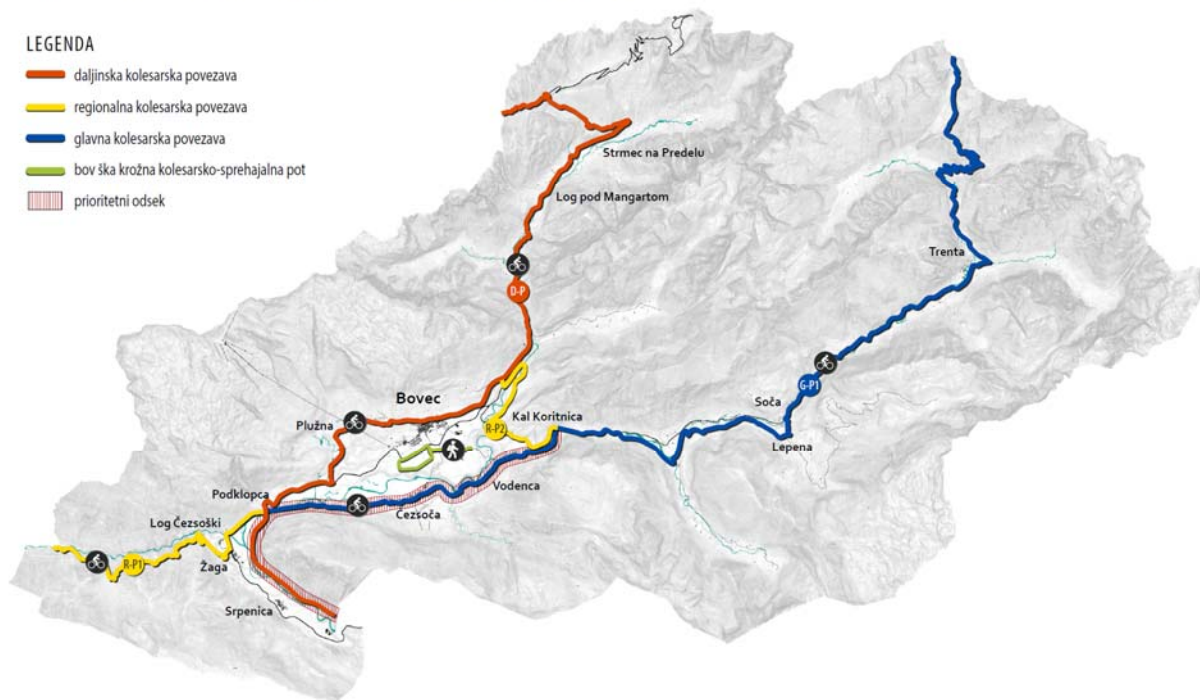 LEGENDA
daljinska kolesarska povezava
regionalna kolesarska povezava
glavna kolesarska povezava
bov ška krožna kolesarsko-sprehajalna pot
prioritetni odsek
Strmec na Predelu
Log pod Mangartom
Trenta
D-P
G-P1
Bovec
Soča
Kal Koritnica
Plužna
R-P2
Lepena
Vodenca
Podklopca
Čezsoča
Log Čezsoški
R-P1
Žaga
Srpenica